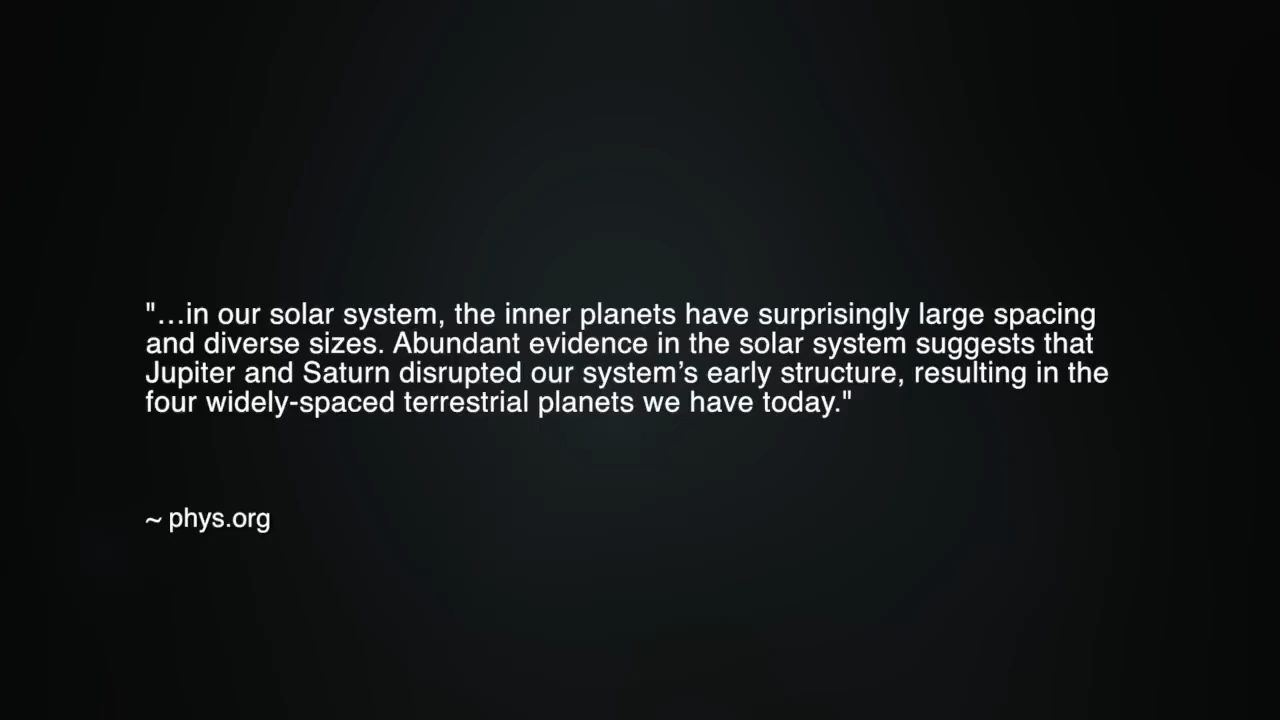 "...in our solar system, the inner planets have surprisingly large spacing
and diverse sizes. Abundant evidence in the solar system suggests that
Jupiter and Saturn disrupted our system’s early structure, resulting in the
four widely-spaced terrestrial planets we have today."
~ phys.org